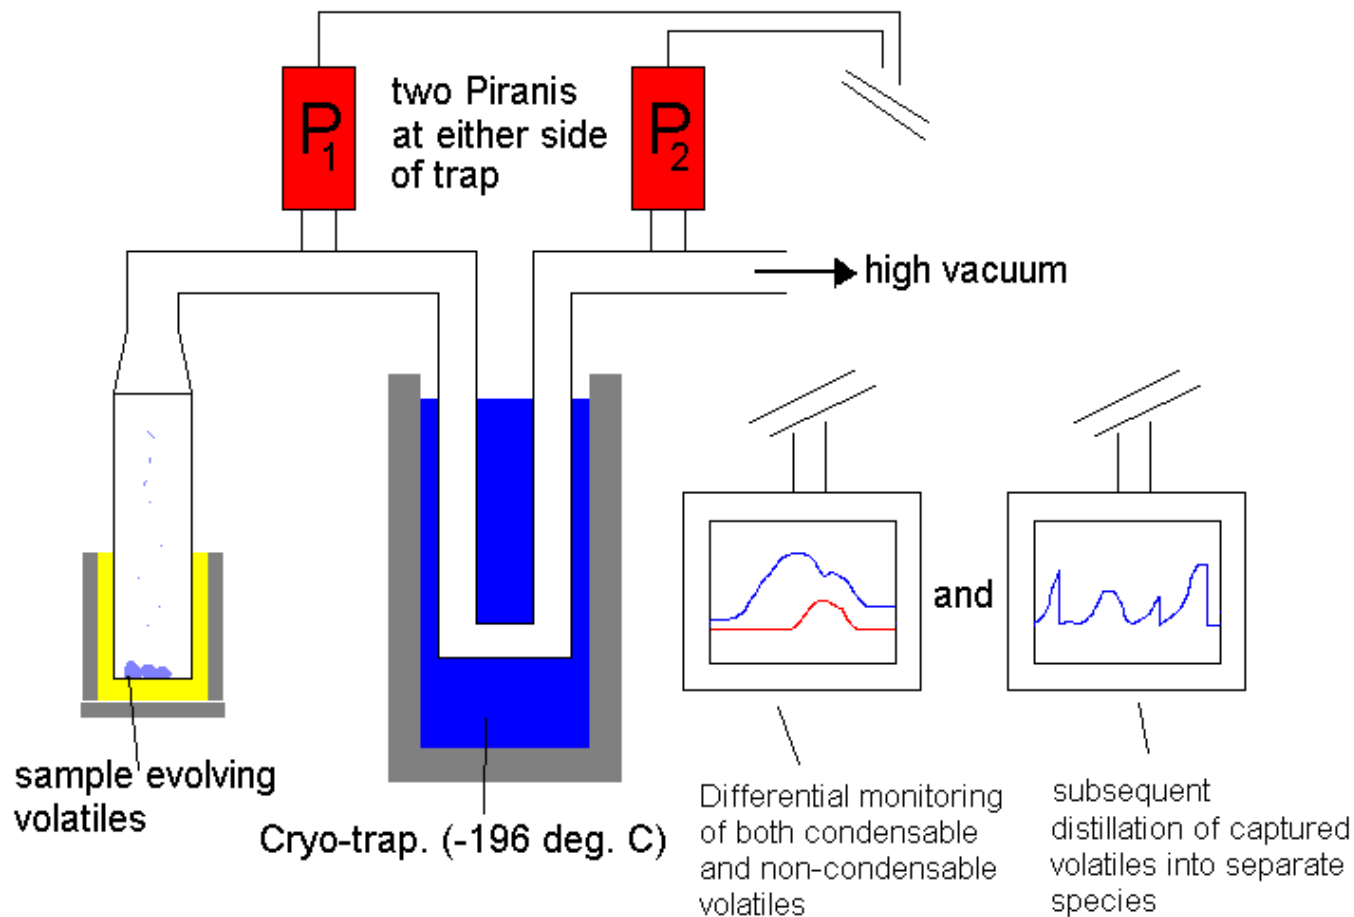 P1
two Piranis
at either side
of trap
P2
high vacuum
and
sample evolving
volatiles
Cryo-trap. (-196 deg. C)
Differential monitoring
of both condensable
and non-condensable
volatiles
subsequent
distillation of captured
volatiles into separate
species